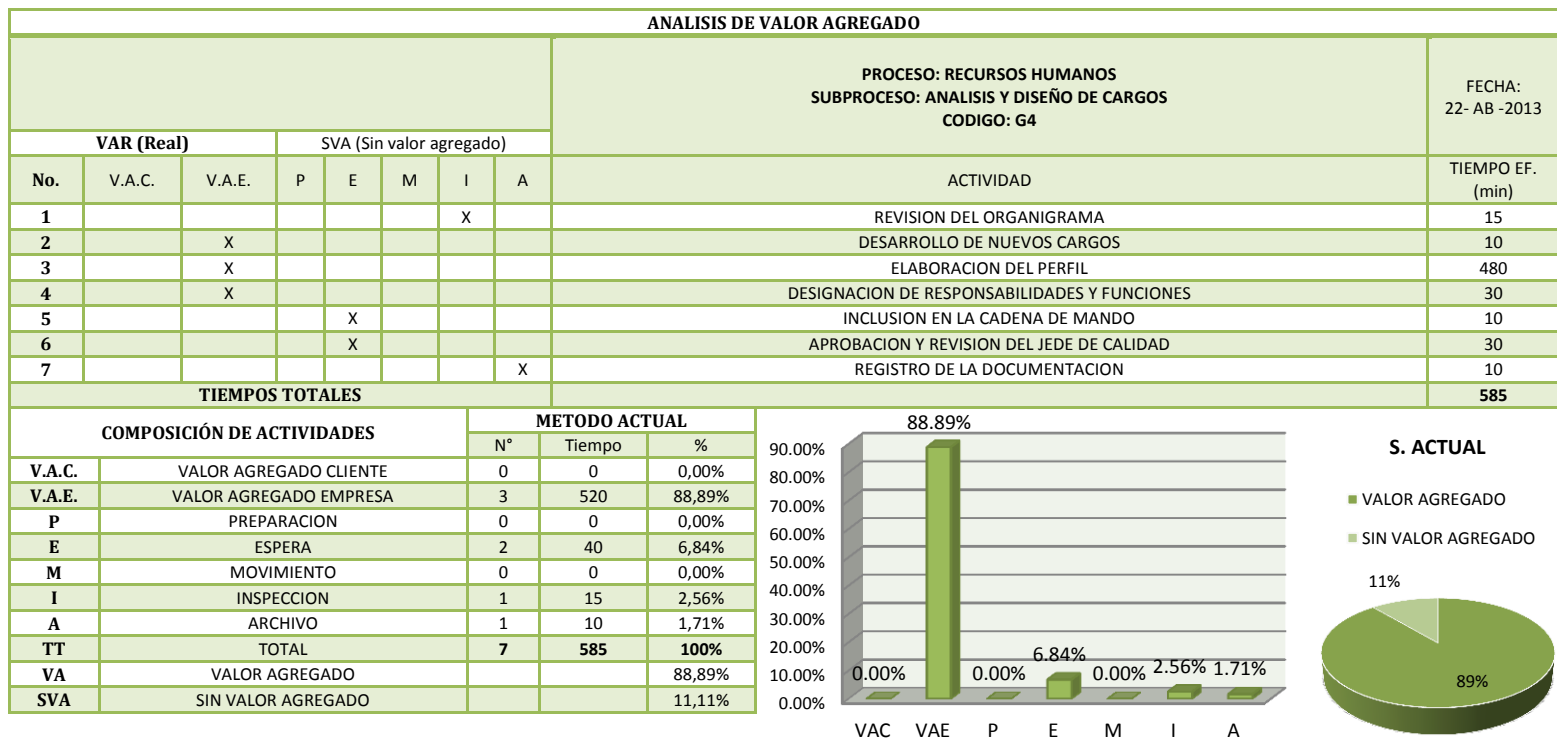 ANALISIS DE VALOR AGREGADO
PROCESO: RECURSOS HUMANOS
SUBPROCESO: ANALISIS Y DISEÑO DE CARGOS
CODIGO: G4
FECHA:
22- AB -2013
VAR (Real) SVA (Sin valor agregado)
No. V.A.C. V.A.E. P E M I A ACTIVIDAD TIEMPO EF.
(min)
1 X REVISION DEL ORGANIGRAMA 15
2 X DESARROLLO DE NUEVOS CARGOS 10
3 X ELABORACION DEL PERFIL 480
4 X DESIGNACION DE RESPONSABILIDADES Y FUNCIONES 30
5 X INCLUSION EN LA CADENA DE MANDO 10
6 X APROBACION Y REVISION DEL JEDE DE CALIDAD 30
7 X REGISTRO DE LA DOCUMENTACION 10
TIEMPOS TOTALES 585
COMPOSICIÓN DE ACTIVIDADES METODO ACTUAL
N° Tiempo %
V.A.C. VALOR AGREGADO CLIENTE 0 0 0,00%
V.A.E. VALOR AGREGADO EMPRESA 3 520 88,89%
P PREPARACION 0 0 0,00%
E ESPERA 2 40 6,84%
M MOVIMIENTO 0 0 0,00%
I INSPECCION 1 15 2,56%
A ARCHIVO 1 10 1,71%
TT TOTAL 7 585 100%
VA VALOR AGREGADO 88,89%
SVA SIN VALOR AGREGADO 11,11%
90.00%
80.00%
70.00%
60.00%
50.00%
40.00%
30.00%
20.00%
10.00%
0.00%
0.00% 88.89% 0.00% 6.84% 0.00% 2.56% 1.71%
VAC VAE P E M I A
S. ACTUAL
VALOR AGREGADO
SIN VALOR AGREGADO
11%
89%